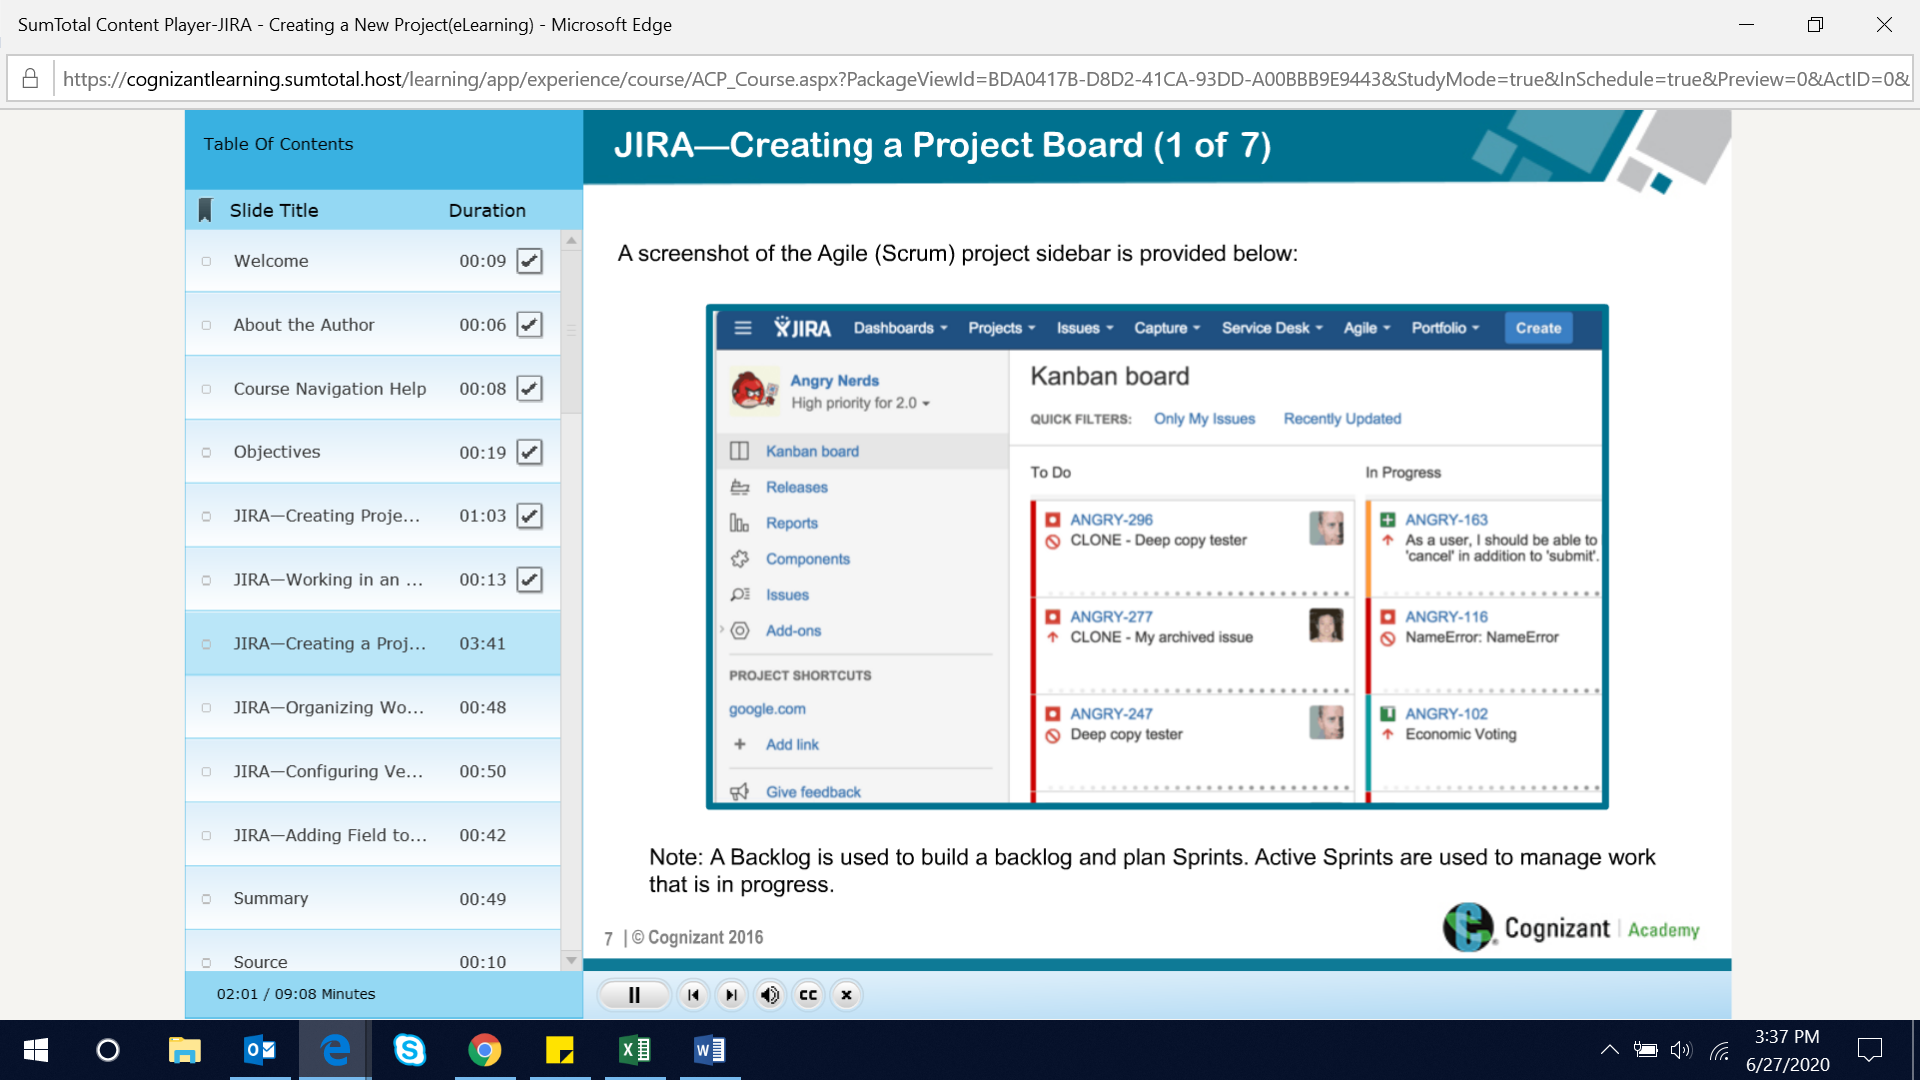 SumTotal Content Player-JIRA - Creating a New Project(eLearning) - Microsoft Edge
https://cognizantlearning.sumtotal.host/learning/app/experience/course/ACP_Course.aspx?PackageViewId=BDA0417B-D8D2-41CA-93DD-A00BBB9E9443&StudyMode=true&InSchedule=true&Preview=0&ActID=0&
Table Of Contents
Slide Title Duration
Welcome 00:09
About the Author 00:06
Course Navigation Help 00:08
Objectives 00:19
JIRA—Creating Proje... 01:03
JIRA—Working in an ... 00:13
JIRA—Creating a Proj... 03:41
JIRA—Organizing Wo... 00:48
JIRA—Configuring Ve... 00:50
JIRA—Adding Field to... 00:42
Summary 00:49
Source 00:10
02:01 / 09:08 Minutes
JIRA—Creating a Project Board (1 of 7)
A screenshot of the Agile (Scrum) project sidebar is provided below:
JIRA Dashboards Projects Issues Capture Service Desk Agile Portfolio Create
Angry Nerds
High priority for 2.0
Kanban board
Releases
Reports
Components
Issues
Add-ons
PROJECT SHORTCUTS
google.com
+ Add link
Give feedback
Kanban board
QUICK FILTERS: Only My Issues Recently Updated
To Do
ANGRY-296
CLONE - Deep copy tester
ANGRY-277
CLONE - My archived issue
ANGRY-247
Deep copy tester
In Progress
ANGRY-163
As a user, I should be able to
'cancel' in addition to 'submit'.
ANGRY-116
NameError: NameError
ANGRY-102
Economic Voting
Note: A Backlog is used to build a backlog and plan Sprints. Active Sprints are used to manage work
that is in progress.
7 | © Cognizant 2016
Cognizant | Academy
CC
3:37 PM
6/27/2020